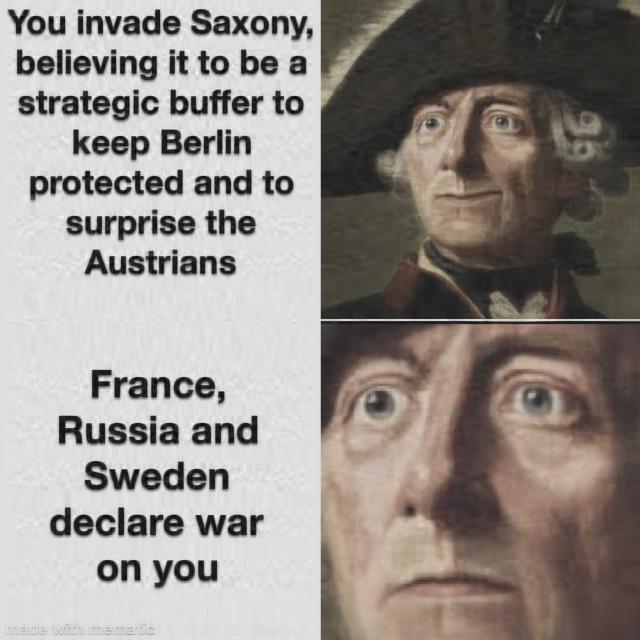 You invade Saxony,
believing it to be a
strategic buffer to
keep Berlin
protected and to
surprise the
Austrians
France,
Russia and
Sweden
declare war
on you
made with mematic